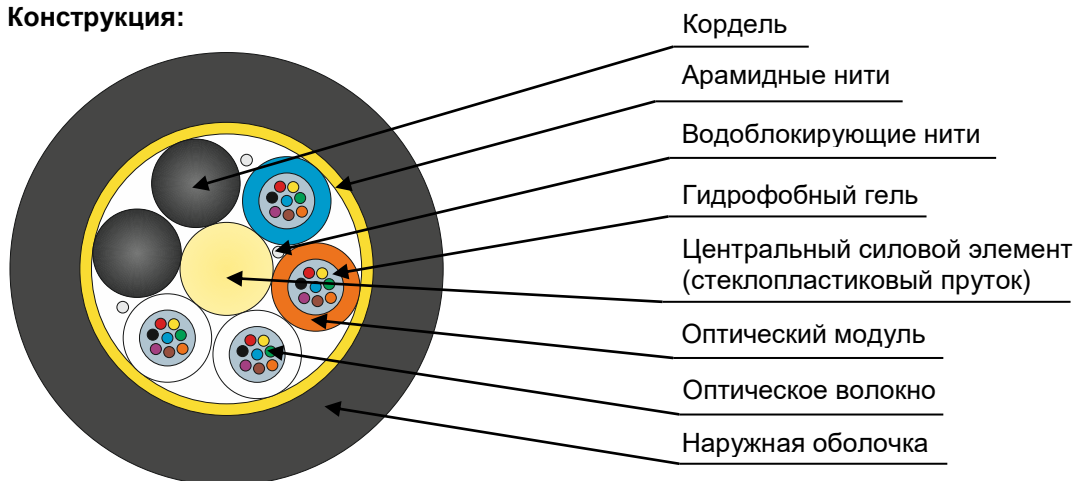 Конструкция:
Кордель
Арамидные нити
Водоблокирующие нити
Гидрофобный гель
Центральный силовой элемент
(стеклопластиковый пруток)
Оптический модуль
Оптическое волокно
Наружная оболочка